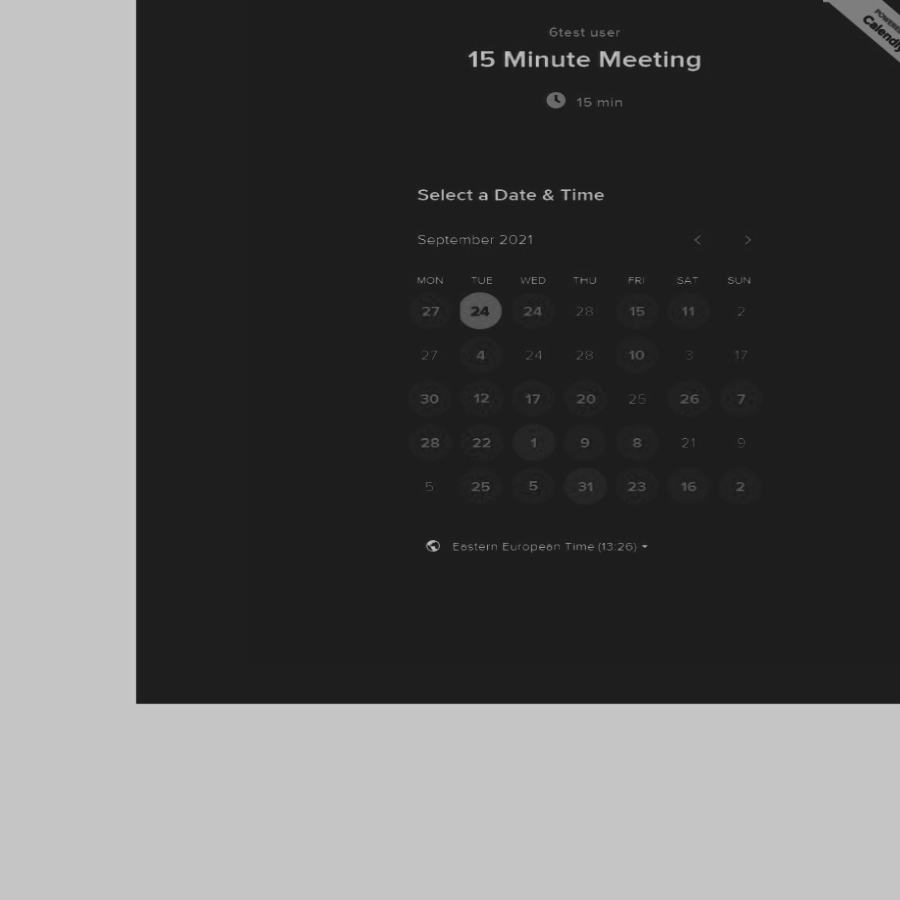 POWERED
Calendly
6test user
15 Minute Meeting
15 min
Select a Date & Time
September 2021
MON TUE WED THU FRI SAT SUN
27 24 24 28 15 11 2
27 4 24 28 10 3 17
30 12 17 20 25 26 7
28 22 1 9 8 21 9
5 25 5 31 23 16 2
Eastern European Time (13:26)